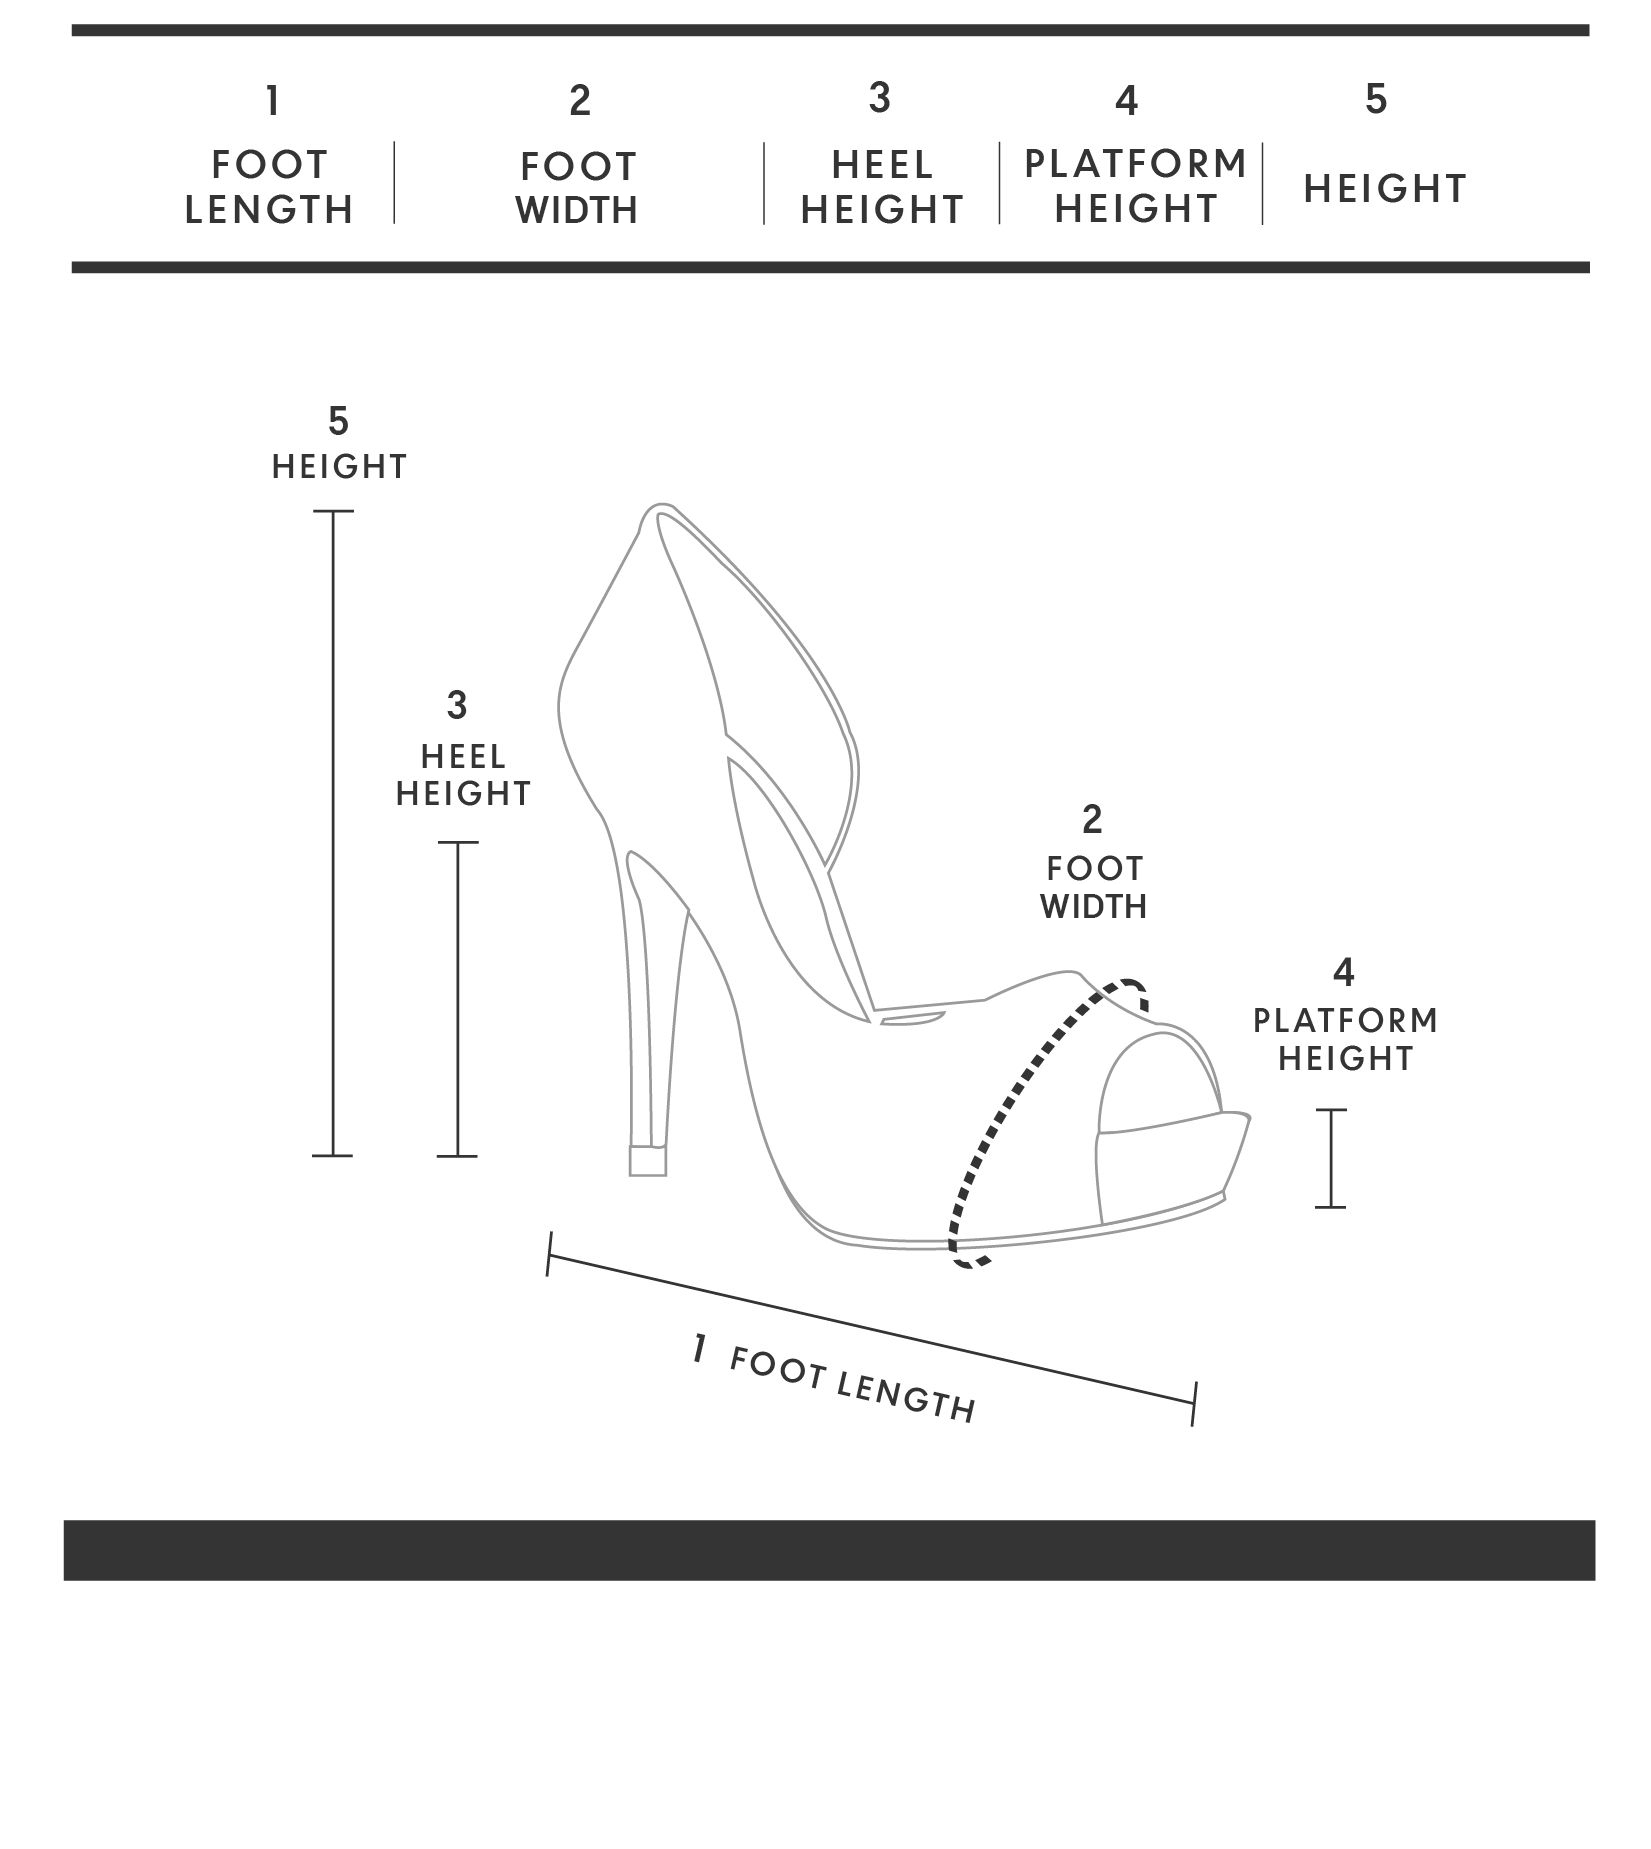 1
FOOT
LENGTH
2
FOOT
WIDTH
3
HEEL
HEIGHT
4
PLATFORM
HEIGHT
5
HEIGHT
5
HEIGHT
3
HEEL
HEIGHT
2
FOOT
WIDTH
4
PLATFORM
HEIGHT
1 FOOT LENGTH